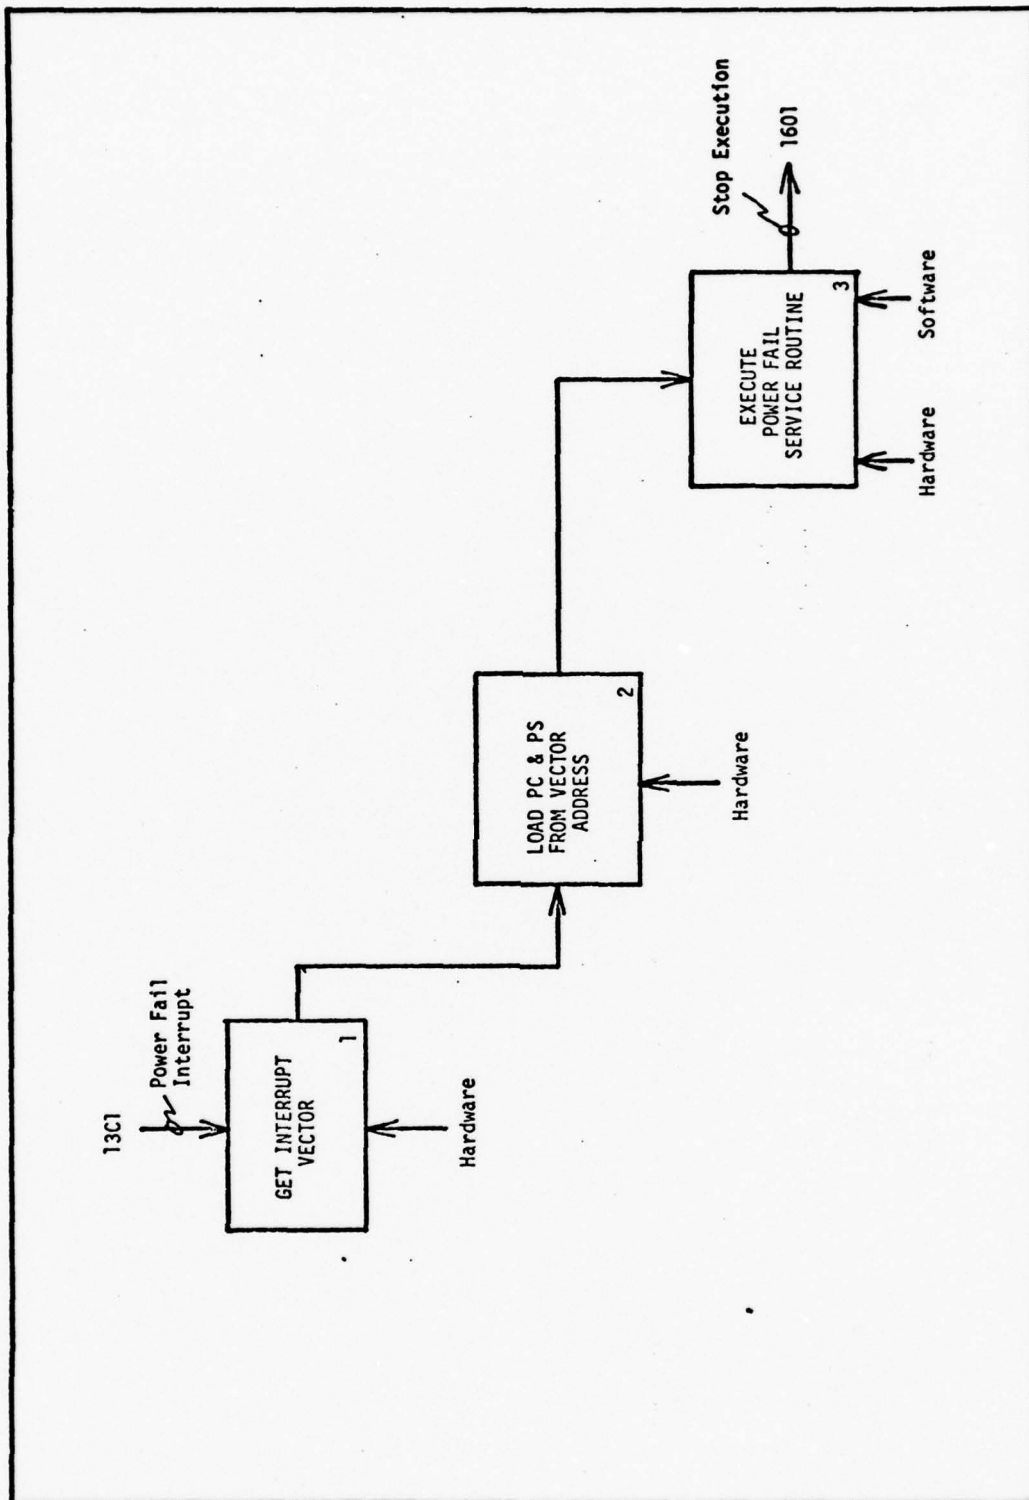 13C1
Power Fail
Interrupt
GET INTERRUPT
VECTOR
1
Hardware
LOAD PC & PS
FROM VECTOR
ADDRESS
2
Hardware
EXECUTE
POWER FAIL
SERVICE ROUTINE
3
Hardware
Software
Stop Execution
1601